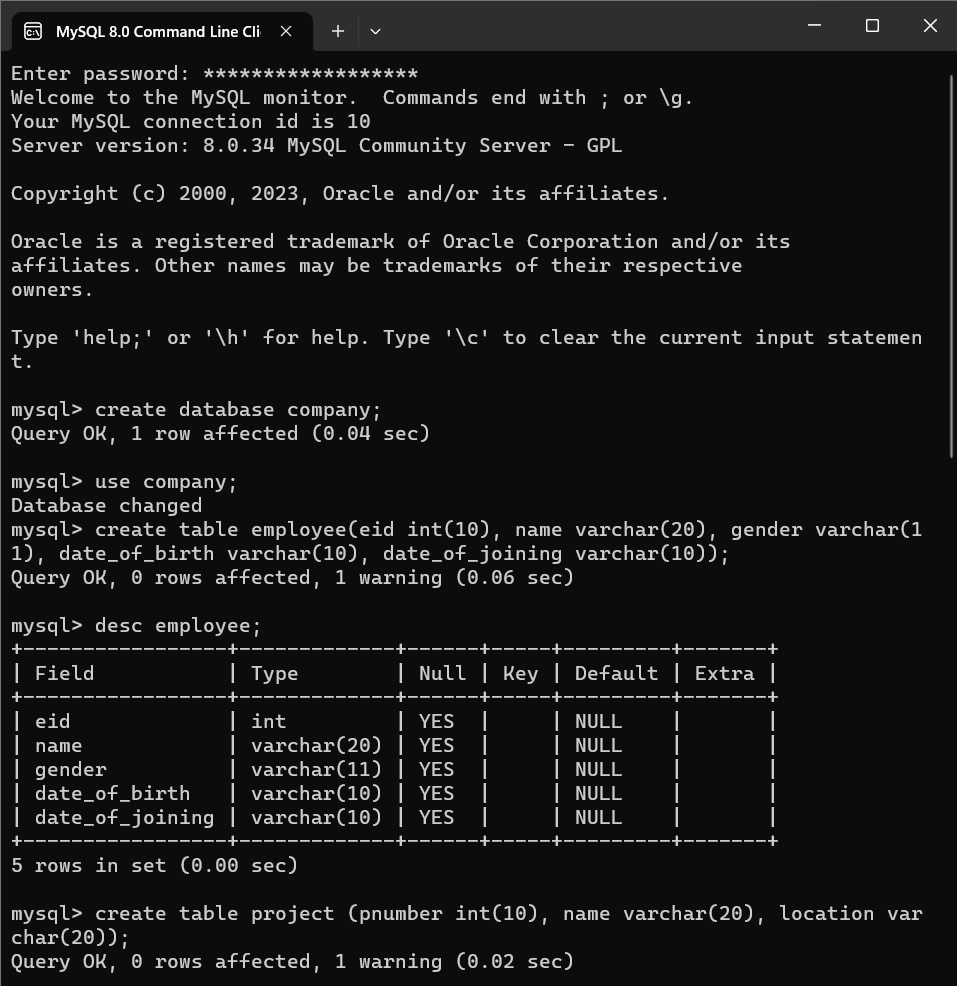 MySQL 8.0 Command Line Cli
Enter password: ******************
Welcome to the MySQL monitor.  Commands end with ; or \g.
Your MySQL connection id is 10
Server version: 8.0.34 MySQL Community Server - GPL
Copyright (c) 2000, 2023, Oracle and/or its affiliates.
Oracle is a registered trademark of Oracle Corporation and/or its
affiliates. Other names may be trademarks of their respective
owners.
Type 'help;' or '\h' for help. Type '\c' to clear the current input statemen
t.
mysql> create database company;
Query OK, 1 row affected (0.04 sec)
mysql> use company;
Database changed
mysql> create table employee(eid int(10), name varchar(20), gender varchar(1
1), date_of_birth varchar(10), date_of_joining varchar(10));
Query OK, 0 rows affected, 1 warning (0.06 sec)
mysql> desc employee;
+-----------------+-------------+------+-----+---------+-------+
| Field           | Type        | Null | Key | Default | Extra |
+-----------------+-------------+------+-----+---------+-------+
| eid             | int         | YES  |     | NULL    |       |
| name            | varchar(20) | YES  |     | NULL    |       |
| gender          | varchar(11) | YES  |     | NULL    |       |
| date_of_birth   | varchar(10) | YES  |     | NULL    |       |
| date_of_joining | varchar(10) | YES  |     | NULL    |       |
+-----------------+-------------+------+-----+---------+-------+
5 rows in set (0.00 sec)
mysql> create table project (pnumber int(10), name varchar(20), location var
char(20));
Query OK, 0 rows affected, 1 warning (0.02 sec)